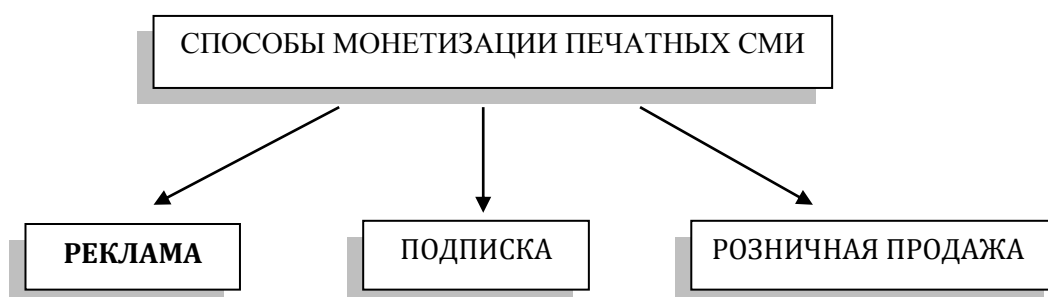 СПОСОБЫ МОНЕТИЗАЦИИ ПЕЧАТНЫХ СМИ
РЕКЛАМА
ПОДПИСКА
РОЗНИЧНАЯ ПРОДАЖА